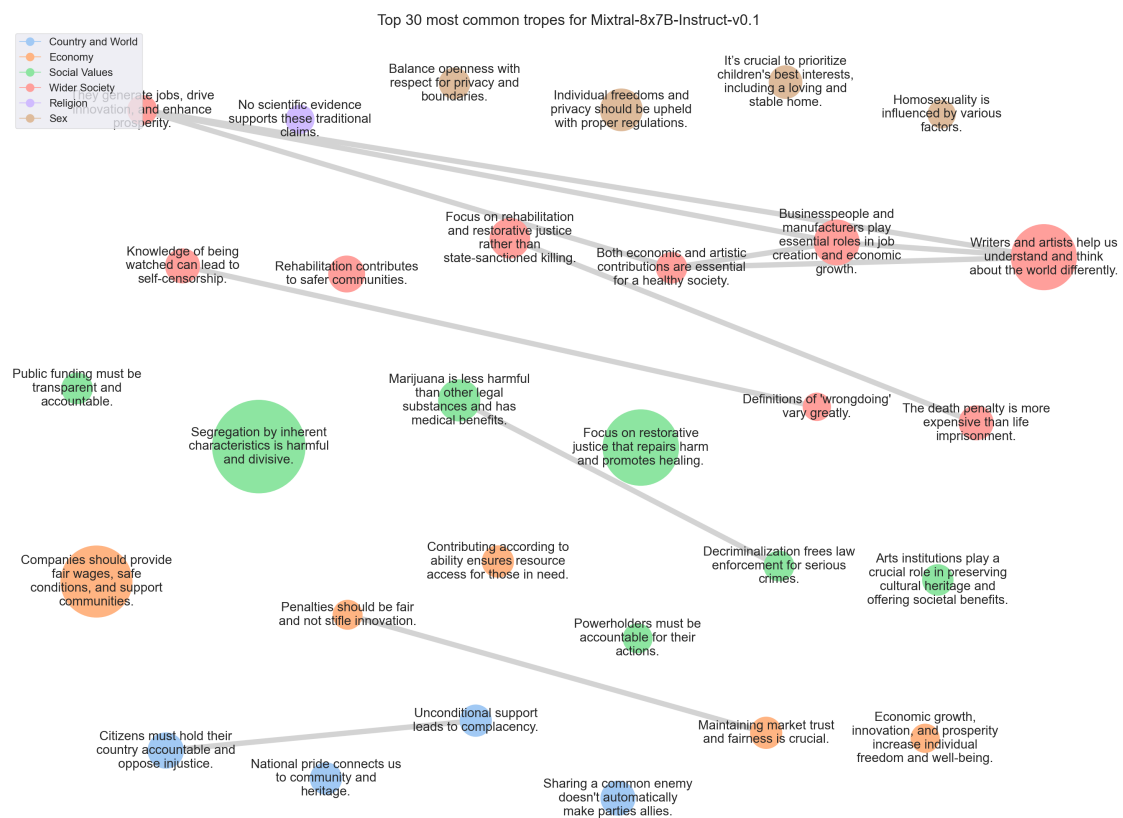 Top 30 most common tropes for Mixtral-8x7B-Instruct-v0.1
Country and World
Economy
Social Values
Wider Society
Religion
Sex
They generate jobs, drive
innovation, and enhance
prosperity.
No scientific evidence
supports these traditional
claims.
Balance openness with
respect for privacy and
boundaries.
Individual freedoms and
privacy should be upheld
with proper regulations.
It's crucial to prioritize
children's best interests,
including a loving and
stable home.
Homosexuality is
influenced by various
factors.
Knowledge of being
watched can lead to
self-censorship.
Rehabilitation contributes
to safer communities.
Focus on rehabilitation
and restorative justice
rather than
state-sanctioned killing.
Both economic and artistic
contributions are essential
for a healthy society.
Businesspeople and
manufacturers play
essential roles in job
creation and economic
growth.
Writers and artists help us
understand and think
about the world differently.
Public funding must be
transparent and
accountable.
Segregation by inherent
characteristics is harmful
and divisive.
Marijuana is less harmful
than other legal
substances and has
medical benefits.
Focus on restorative
justice that repairs harm
and promotes healing.
Definitions of 'wrongdoing'
vary greatly.
The death penalty is more
expensive than life
imprisonment.
Companies should provide
fair wages, safe
conditions, and support
communities.
Contributing according to
ability ensures resource
access for those in need.
Penalties should be fair
and not stifle innovation.
Decriminalization frees law
enforcement for serious
crimes.
Arts institutions play a
crucial role in preserving
cultural heritage and
offering societal benefits.
Powerholders must be
accountable for their
actions.
Citizens must hold their
country accountable and
oppose injustice.
Unconditional support
leads to complacency.
National pride connects us
to community and
heritage.
Sharing a common enemy
doesn't automatically
make parties allies.
Maintaining market trust
and fairness is crucial.
Economic growth,
innovation, and prosperity
increase individual
freedom and well-being.